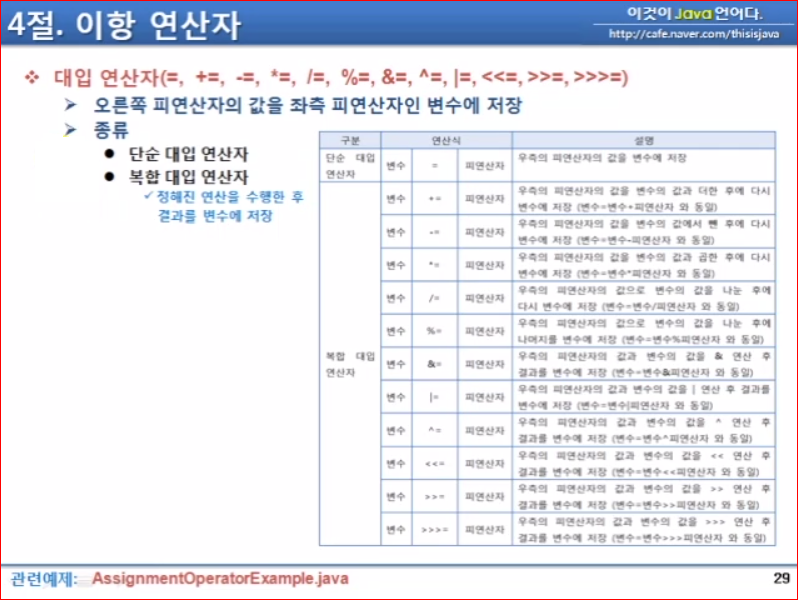 4절. 이항 연산자
이것이 Java 언어다.
http://cafe.naver.com/thisisjava
대입 연산자(=, +=, -=, *=, /=, %=, &=, ^=, |=, <<=, >>=, >>>=)
오른쪽 피연산자의 값을 좌측 피연산자인 변수에 저장
종류
단순 대입 연산자
복합 대입 연산자
정해진 연산을 수행한 후
결과를 변수에 저장
구분 연산식 설명
단순 대입
연산자
변수 = 피연산자
우측의 피연산자의 값을 변수에 저장
복합 대입
연산자
변수 += 피연산자
우측의 피연산자의 값을 변수의 값과 더한 후에 다시
변수에 저장 (변수=변수+피연산자 와 동일)
변수 -= 피연산자
우측의 피연산자의 값을 변수의 값에서 뺀 후에 다시
변수에 저장 (변수=변수-피연산자 와 동일)
변수 *= 피연산자
우측의 피연산자의 값을 변수의 값과 곱한 후에 다시
변수에 저장 (변수=변수*피연산자 와 동일)
변수 /= 피연산자
우측의 피연산자의 값으로 변수의 값을 나눈 후에
다시 변수에 저장 (변수=변수/피연산자 와 동일)
변수 %= 피연산자
우측의 피연산자의 값으로 변수의 값을 나눈 후에
나머지를 변수에 저장 (변수=변수%피연산자 와 동일)
변수 &= 피연산자
우측의 피연산자의 값과 변수의 값을 & 연산 후
결과를 변수에 저장 (변수=변수&피연산자 와 동일)
변수 |= 피연산자
우측의 피연산자의 값과 변수의 값을 | 연산 후 결과를
변수에 저장 (변수=변수|피연산자 와 동일)
변수 ^= 피연산자
우측의 피연산자의 값과 변수의 값을 ^ 연산 후
결과를 변수에 저장 (변수=변수^피연산자 와 동일)
변수 <<= 피연산자
우측의 피연산자의 값과 변수의 값을 << 연산 후
결과를 변수에 저장 (변수=변수<<피연산자 와 동일)
변수 >>= 피연산자
우측의 피연산자의 값과 변수의 값을 >> 연산 후
결과를 변수에 저장 (변수=변수>>피연산자 와 동일)
변수 >>>= 피연산자
우측의 피연산자의 값과 변수의 값을 >>> 연산 후
결과를 변수에 저장 (변수=변수>>>피연산자 와 동일)
관련예제: AssignmentOperatorExample.java
29